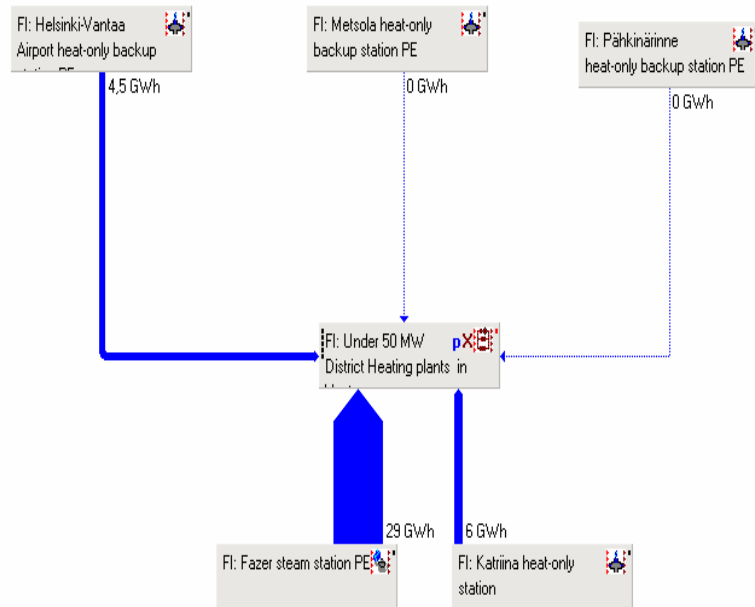 FI: Helsinki-Vantaa
Airport heat-only backup
FI: Metsola heat-only
backup station PE
FI: Pähkinärinne
heat-only backup station PE
4,5 GWh
0 GWh
0 GWh
FI: Under 50 MW
pX
District Heating plants in
29 GWh
6 GWh
FI: Fazer steam station PE
FI: Katriina heat-only
station